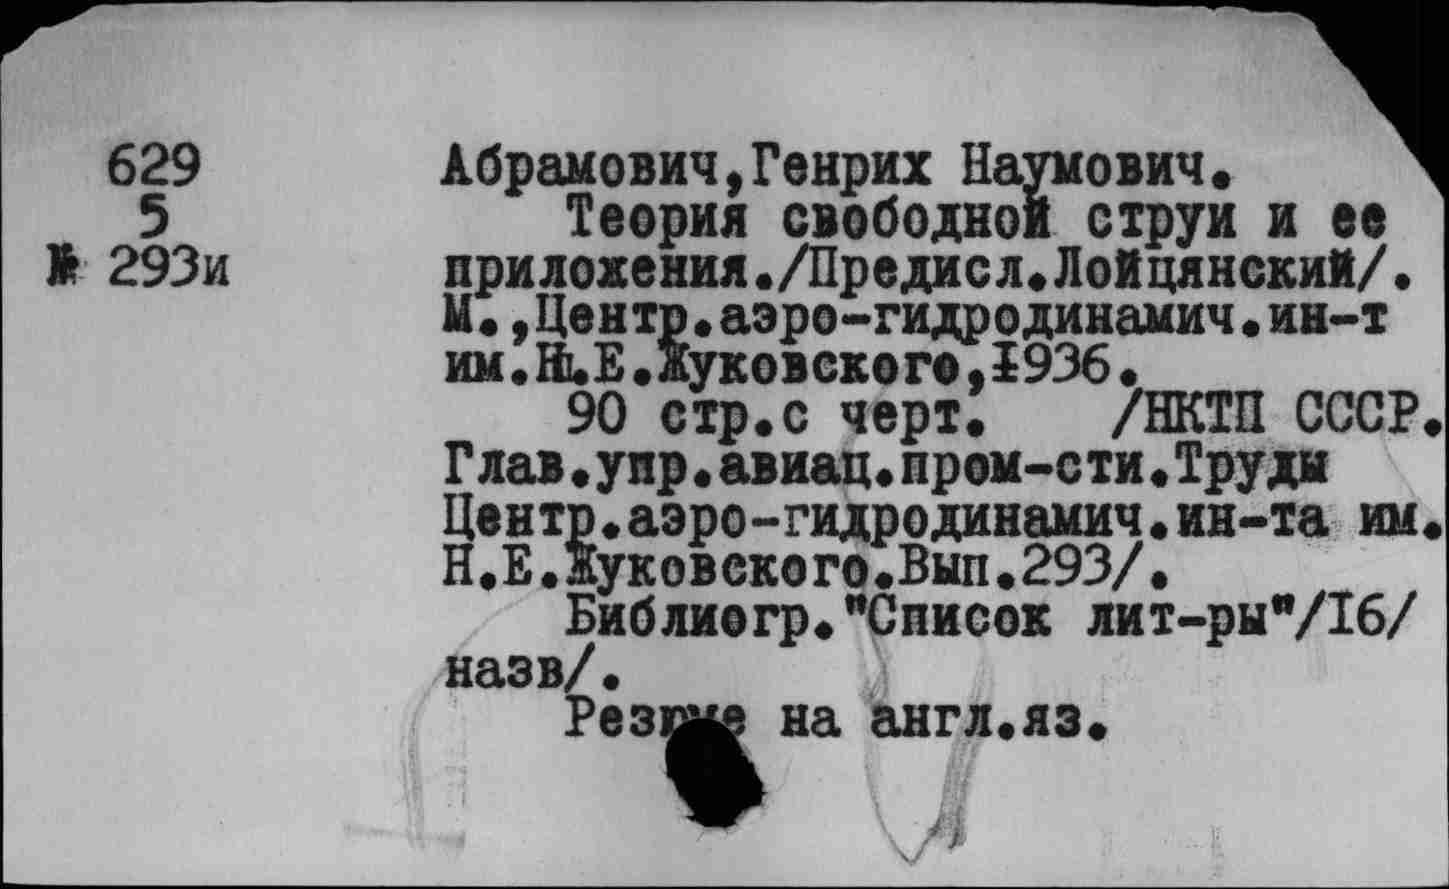 629
5
№ 293и
Абрамович,Генрих Наумович.
Теория свободной струи и ее
приложения./Предисл.Лойцянский/.
М.,Центр.аэро-гидродинамич.ин-т
им.Н.Е.Жуковского,1936.
90 стр.с черт. /НКТП СССР.
Глав.упр.авиац.пром-сти.Труды
Центр.аэро-гидродинамич.ин-та им.
Н.Е.Жуковского.Вып.293/.
Библиогр."Список лит-ры"/16/
назв/.
Резюме на англ.яз.